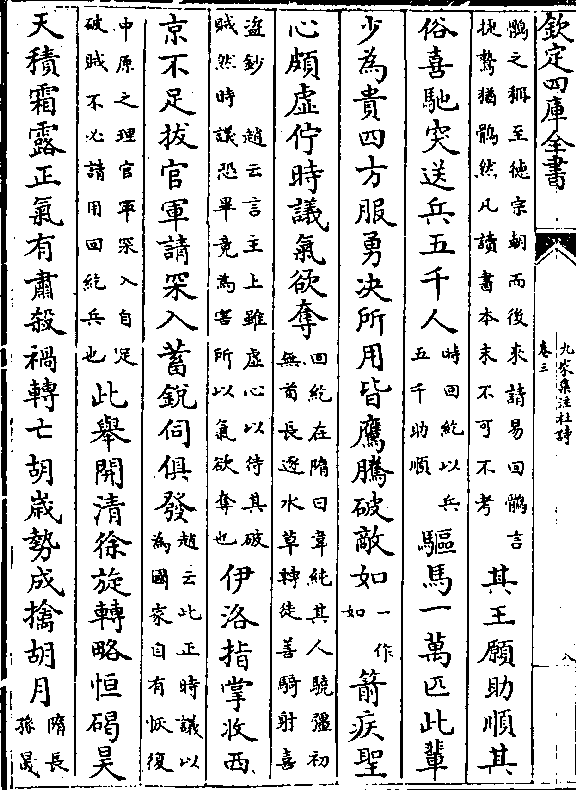 欽定四庫全書
九家集注杜詩
卷三
八
鶻之稱至徳宗朝而後來請易回鶻言
捷鷙猶鶻然凡讀書本末不可不考
其王願助順其
俗喜馳突送兵五千人
時回紇以兵
五千助順
驅馬一萬匹此輩
少為貴四方服勇决所用皆鷹騰破敵如
一作
如
箭疾聖
心頗虚佇時議氣欲奪
回紇在隋曰韋純其人驍彊初
無酋長逐水草轉徙善騎射喜
盜鈔 趙云言主上雖虚心以待其破
賊然時議恐畢竟為害所以氣欲奪也
伊洛指掌收西
京不足拔官軍請深入蓄銳伺俱發
趙云此正時議以
為國家自有恢復
中原之理官軍深入自足
破賊不必請用回紇兵也
此舉開清徐旋轉略恒碣昊
天積霜露正氣有肅殺禍轉亡胡歲勢成擒胡月
隋長
孫晟